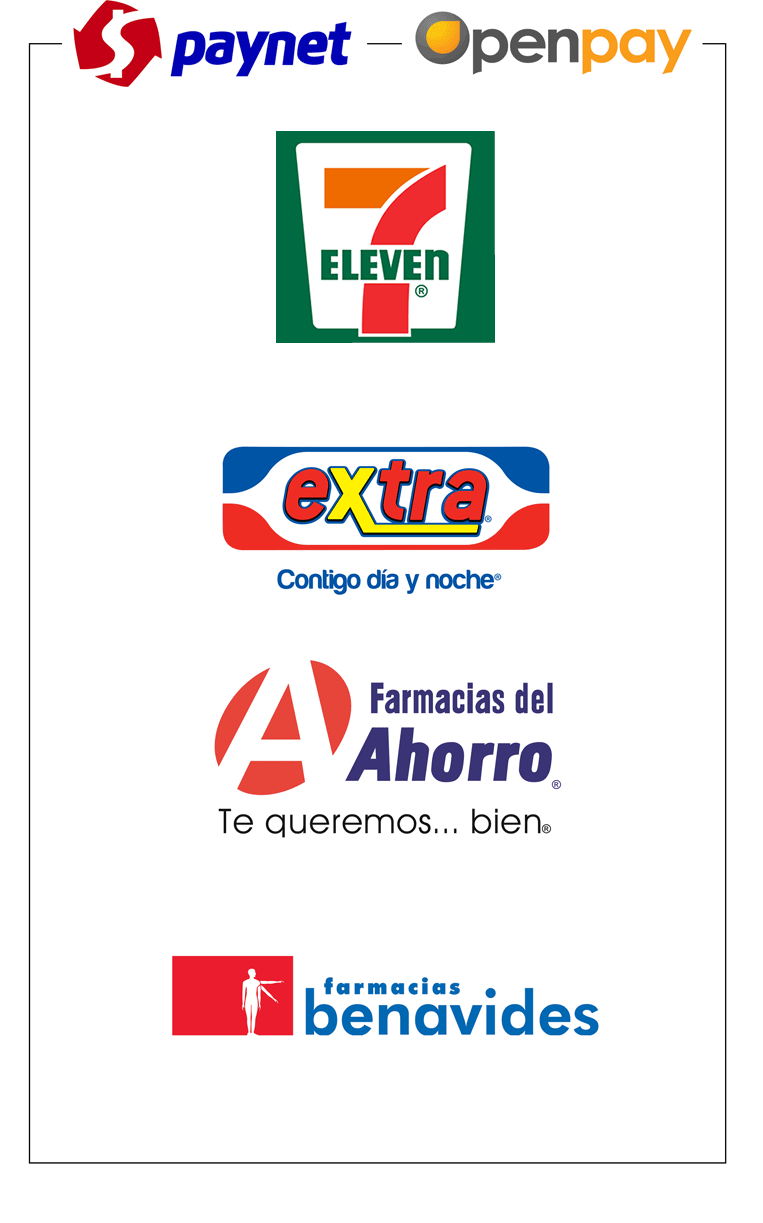 paynet
Openpay
7
ELEVEn
®
extra®
Contigo día y noche®
A
Farmacias del
Ahorro®
Te queremos... bien®
farmacias
benavides